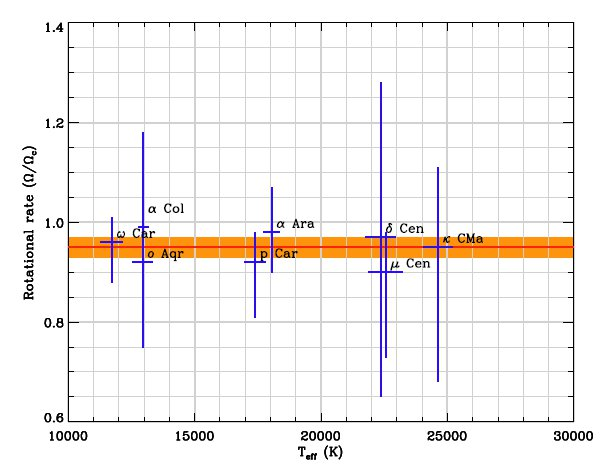 1.4
1.2
1.0
0.8
0.6
Rotational rate (Ω/Ωc)
α Col
ω Car
ο Aqr
α Ara
p Car
δ Cen
μ Cen
κ CMa
10000 15000 20000 25000 30000
Teff (K)